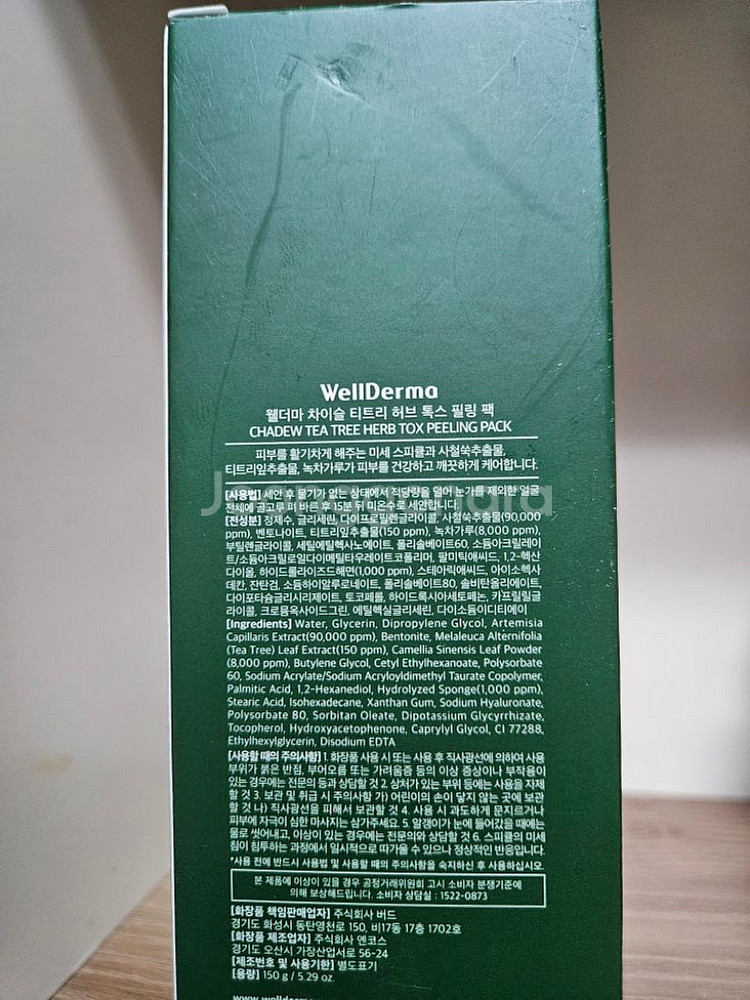 WellDerma
웰더마 차이슬 티트리 허브 톡스 필링 팩
CHADEW TEA TREE HERB TOX PEELING PACK
피부를 활기차게 해주는 미세 스피큘과 사철쑥추출물,
티트리잎추출물, 녹차가루가 피부를 건강하고 깨끗하게 케어합니다.
[사용법] 세안 후 물기가 없는 상태에서 적당량을 덜어 눈가를 제외한 얼굴
전체에 골고루 펴 바른 후 15분 뒤 미온수로 세안합니다.
[전성분] 정제수, 글리세린, 다이프로필렌글라이콜, 사철쑥추출물(90,000
ppm), 벤토나이트, 티트리잎추출물(150 ppm), 녹차가루(8,000 ppm),
부틸렌글라이콜, 세틸에틸헥사노에이트, 폴리솔베이트60, 소듐아크릴레이
트/소듐아크릴로일다이메틸타우레이트코폴리머, 팔미틱애씨드, 1,2-헥산
다이올, 하이드롤라이즈드해면(1,000 ppm), 스테아릭애씨드, 아이소헥사
데칸, 잔탄검, 소듐하이알루로네이트, 폴리솔베이트80, 솔비탄올리에이트,
다이포타슘글리시리제이트, 토코페롤, 하이드록시아세토페논, 카프릴릴글
라이콜, 크로뮴옥사이드그린, 에틸헥실글리세린, 다이소듐이디티에이
[Ingredients] Water, Glycerin, Dipropylene Glycol, Artemisia
Capillaris Extract(90,000 ppm), Bentonite, Melaleuca Alternifolia
(Tea Tree) Leaf Extract(150 ppm), Camellia Sinensis Leaf Powder
(8,000 ppm), Butylene Glycol, Cetyl Ethylhexanoate, Polysorbate
60, Sodium Acrylate/Sodium Acryloyldimethyl Taurate Copolymer,
Palmitic Acid, 1,2-Hexanediol, Hydrolyzed Sponge(1,000 ppm),
Stearic Acid, Isohexadecane, Xanthan Gum, Sodium Hyaluronate,
Polysorbate 80, Sorbitan Oleate, Dipotassium Glycyrrhizate,
Tocopherol, Hydroxyacetophenone, Caprylyl Glycol, CI 77288,
Ethylhexylglycerin, Disodium EDTA
[사용할 때의 주의사항] 1. 화장품 사용 시 또는 사용 후 직사광선에 의하여 사용
부위가 붉은 반점, 부어오름 또는 가려움증 등의 이상 증상이나 부작용이
있는 경우에는 전문의 등과 상담할 것 2. 상처가 있는 부위 등에는 사용을 자제
할 것 3. 보관 및 취급 시 주의사항 가) 어린이의 손이 닿지 않는 곳에 보관
할 것 나) 직사광선을 피해서 보관할 것 4. 사용 시 과도하게 문지르거나
피부에 자극이 심한 마사지는 삼가주세요. 5. 알갱이가 눈에 들어갔을 때에는
물로 씻어내고, 이상이 있는 경우에는 전문의와 상담할 것 6. 스피큘의 미세
침이 침투하는 과정에서 일시적으로 따가울 수 있으나 정상적인 반응입니다.
*사용 전에 반드시 사용법 및 사용할 때의 주의사항을 숙지하신 후 사용하십시오.
본 제품에 이상이 있을 경우 공정거래위원회 고시 소비자 분쟁기준에
의해 보상해드립니다. 소비자 상담실 : 1522-0873
[화장품 책임판매업자] 주식회사 버드
경기도 화성시 동탄영천로 150, 비17동 17층 1702호
[화장품 제조업자] 주식회사 엔코스
경기도 오산시 가장산업서로 56-24
[제조번호 및 사용기한] 별도표기
[용량] 150 g / 5.29 oz.
Joonggonara